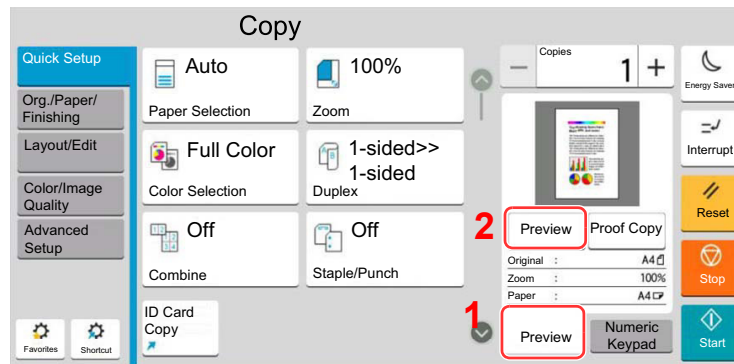 Copy
Quick Setup
Org./Paper/
Finishing
Layout/Edit
Color/Image
Quality
Advanced
Setup
Favorites
Shortcut
Auto
Paper Selection
100%
Zoom
Full Color
Color Selection
1-sided>>
1-sided
Duplex
Off
Combine
Off
Staple/Punch
ID Card
Copy
Copies
1
2
Preview
Proof Copy
Original : A4
Zoom : 100%
Paper : A4
1
Preview
Numeric
Keypad
Energy Saver
Interrupt
Reset
Stop
Start